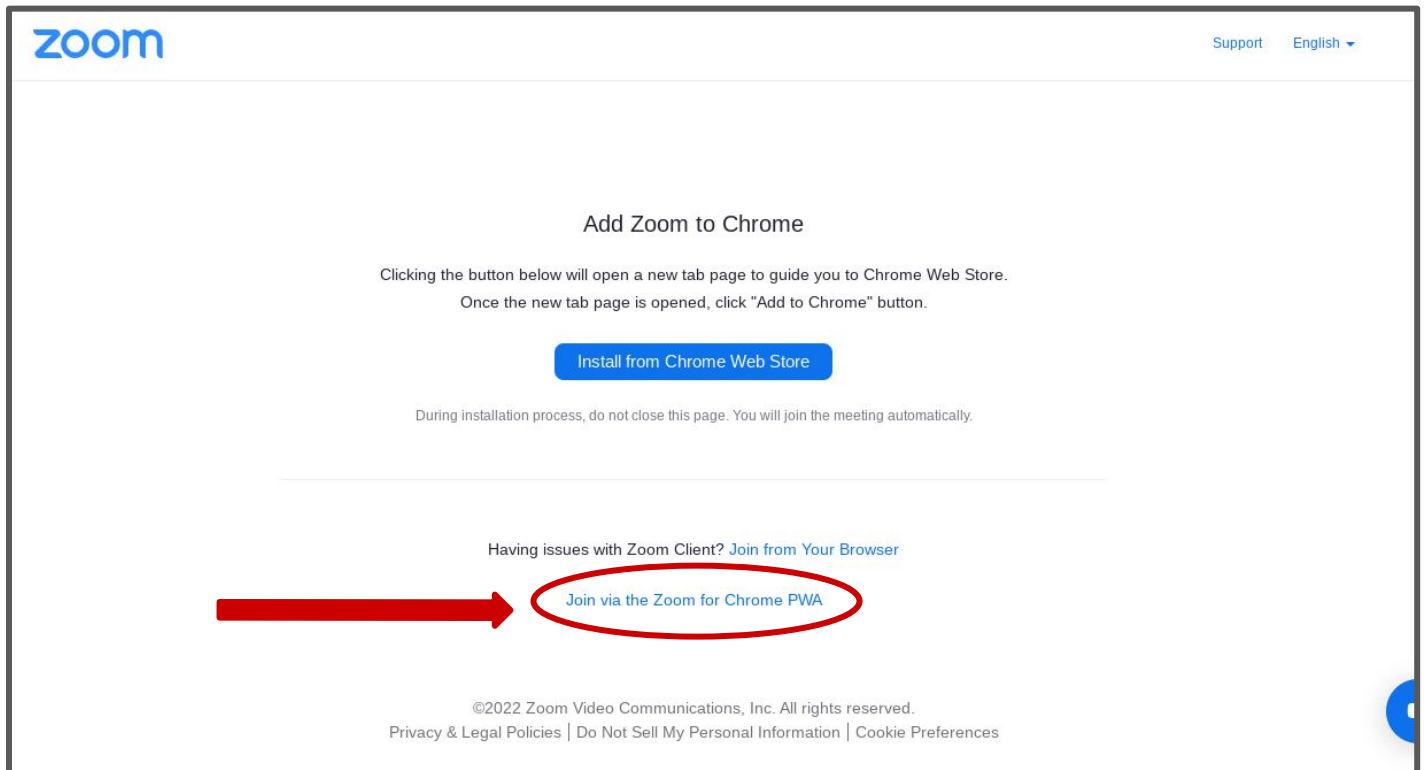 zoom
Support English
Add Zoom to Chrome
Clicking the button below will open a new tab page to guide you to Chrome Web Store.
Once the new tab page is opened, click "Add to Chrome" button.
Install from Chrome Web Store
During installation process, do not close this page. You will join the meeting automatically.
Having issues with Zoom Client? Join from Your Browser
Join via the Zoom for Chrome PWA
©2022 Zoom Video Communications, Inc. All rights reserved.
Privacy & Legal Policies | Do Not Sell My Personal Information | Cookie Preferences